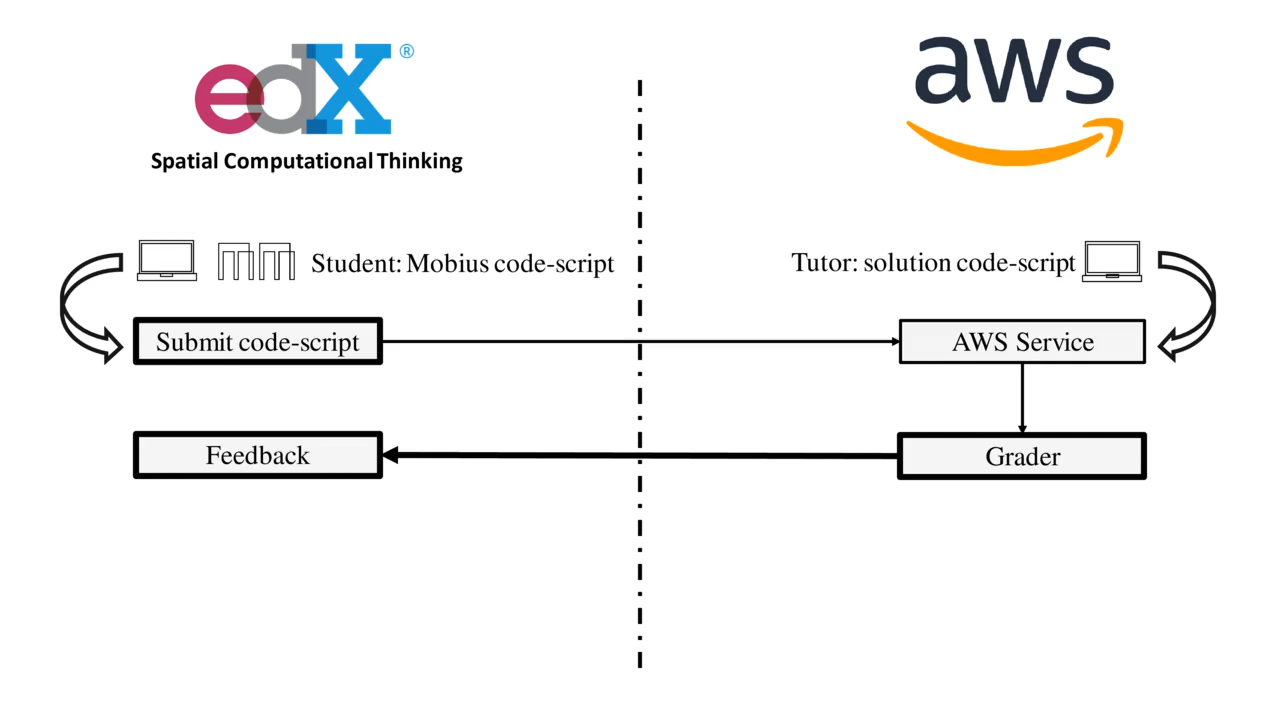 edX®
aws
Spatial Computational Thinking
Student: Mobius code-script
Tutor: solution code-script
Submit code-script
AWS Service
Feedback
Grader